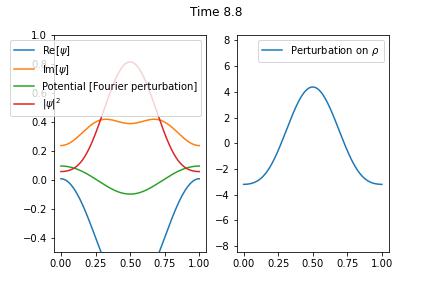 Time 8.8
1.0
0.8
0.6
0.4
0.2
0.0
−0.2
−0.4
Re[ψ]
Im[ψ]
Potential [Fourier perturbation]
|ψ|²
0.00 0.25 0.50 0.75 1.00
8
6
4
2
0
−2
−4
−6
−8
Perturbation on ρ
0.00 0.25 0.50 0.75 1.00